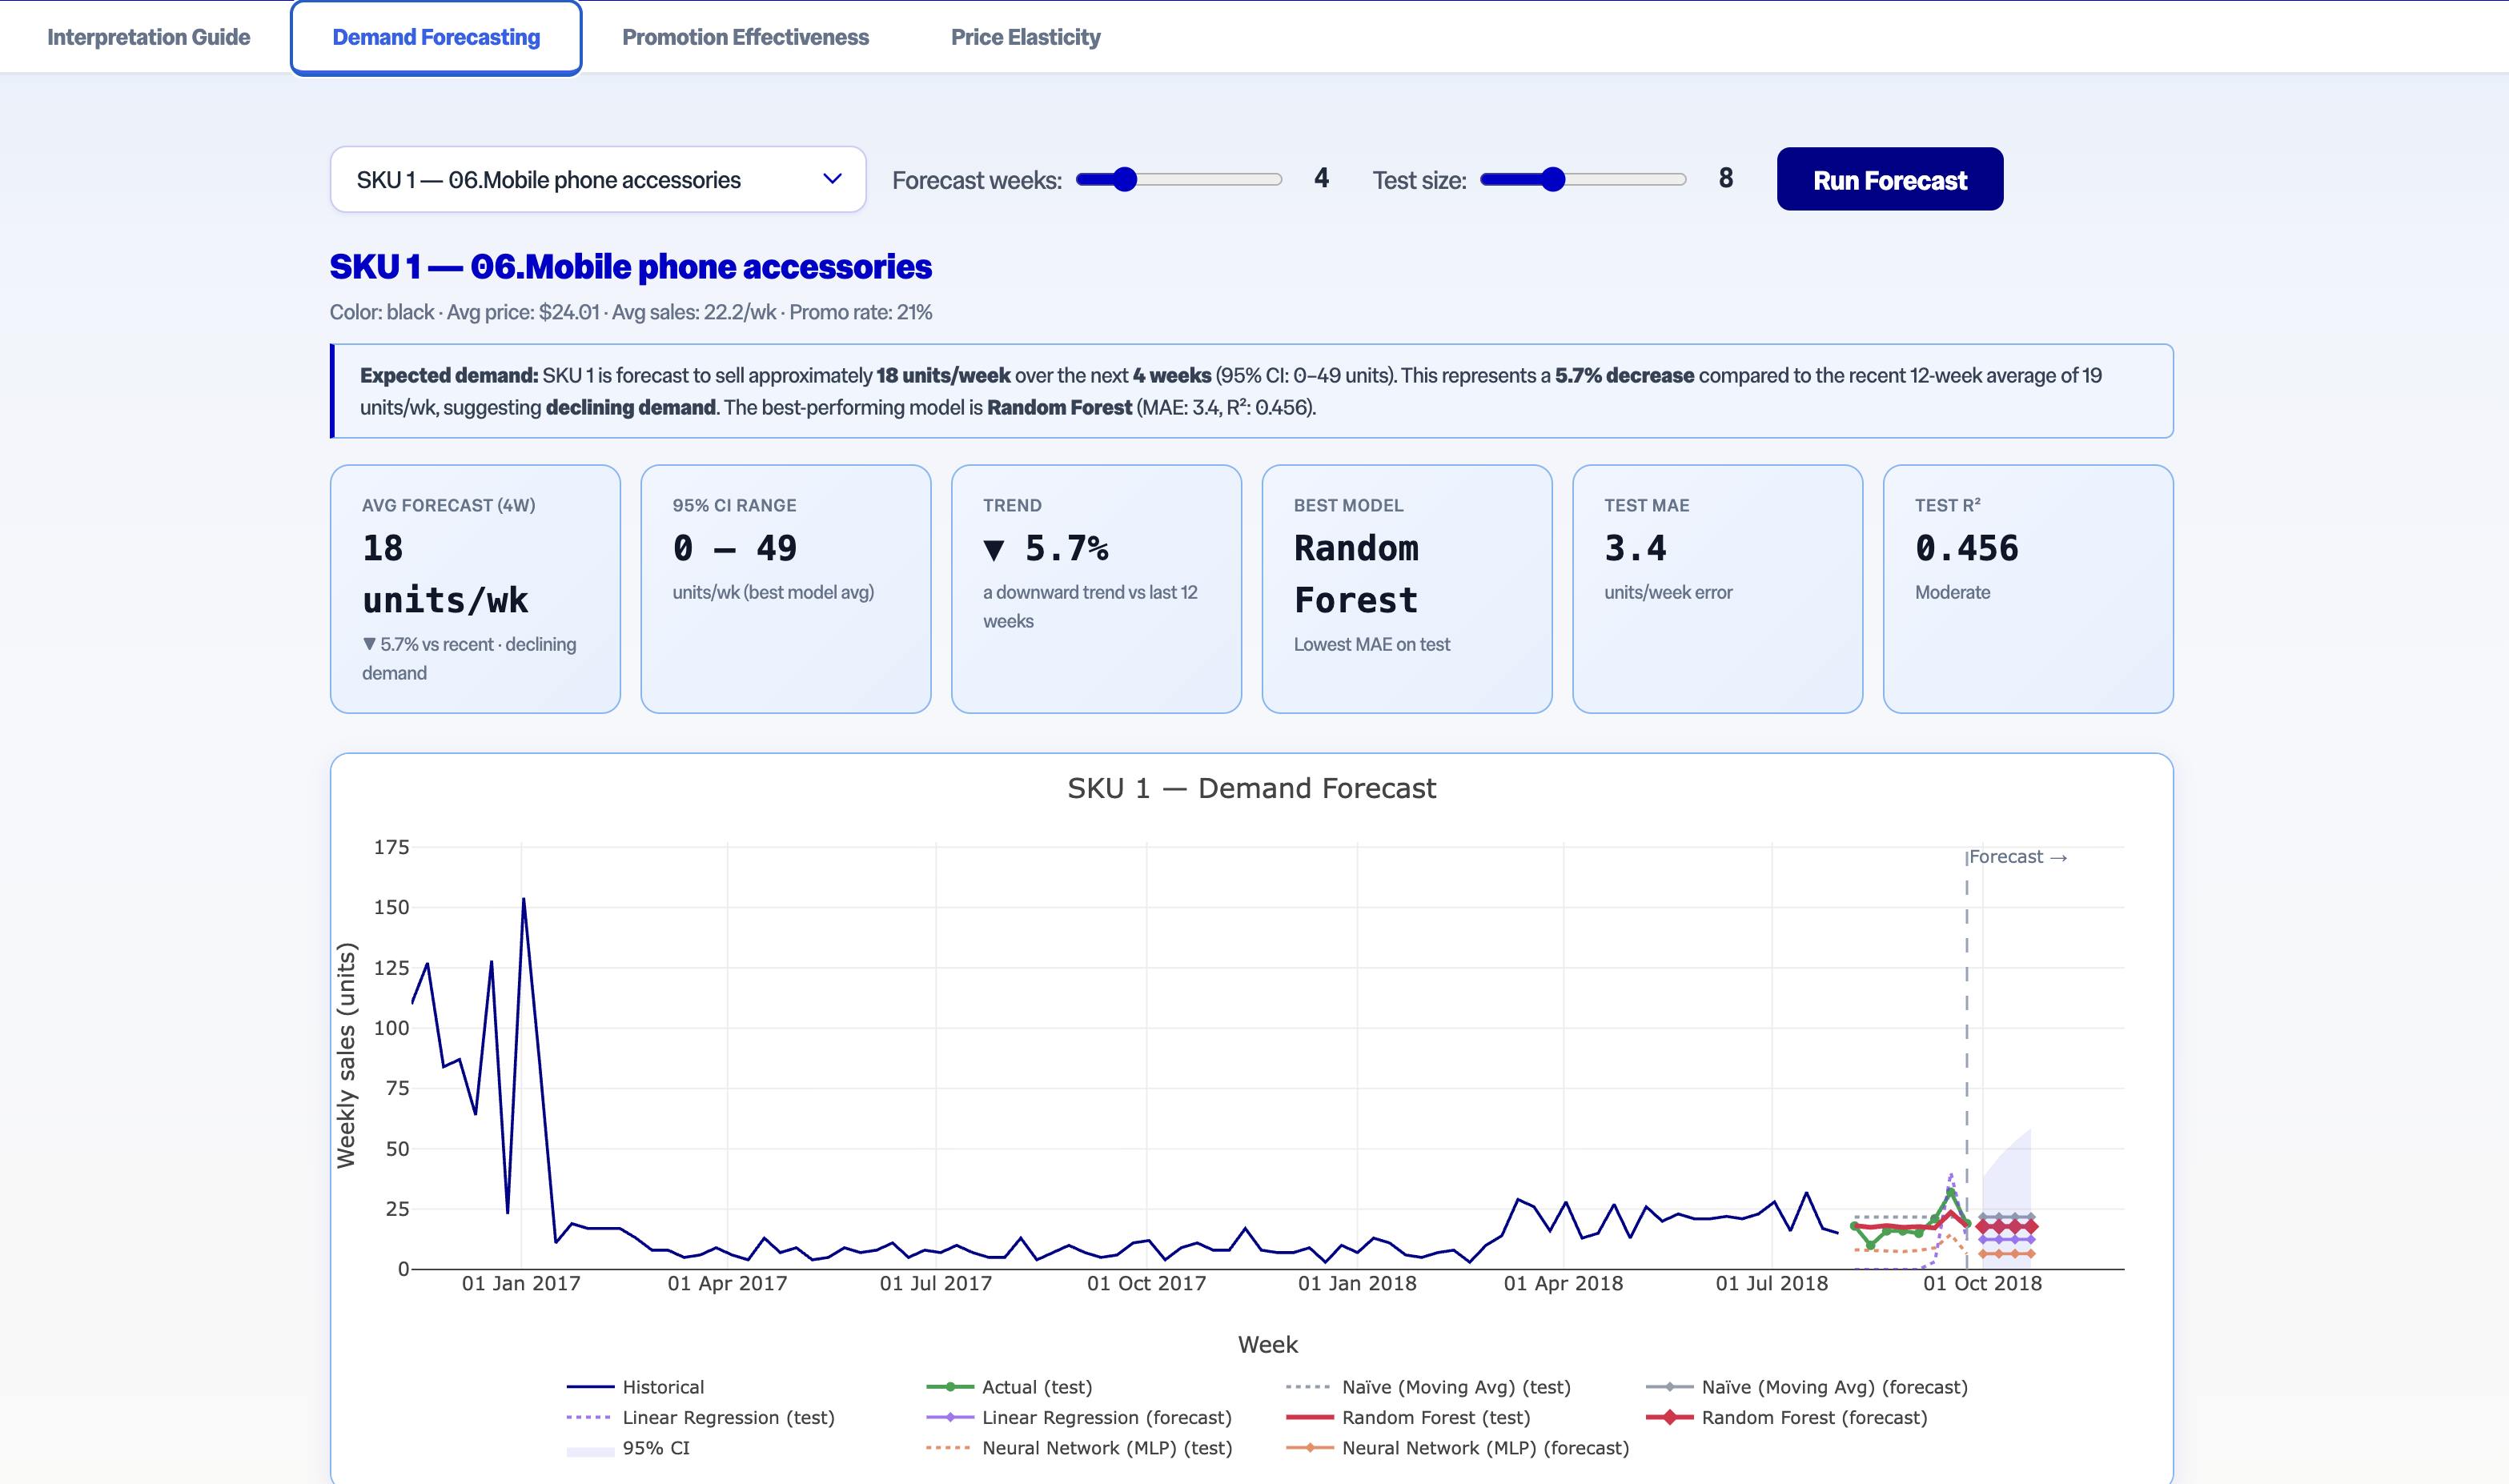 Interpretation Guide
Demand Forecasting
Promotion Effectiveness
Price Elasticity
SKU 1 — 06.Mobile phone accessories
Forecast weeks:
4
Test size:
8
Run Forecast
SKU 1 — 06.Mobile phone accessories
Color: black · Avg price: $24.01 · Avg sales: 22.2/wk · Promo rate: 21%
Expected demand: SKU 1 is forecast to sell approximately 18 units/week over the next 4 weeks (95% CI: 0–49 units). This represents a 5.7% decrease compared to the recent 12-week average of 19
units/wk, suggesting declining demand. The best-performing model is Random Forest (MAE: 3.4, R²: 0.456).
AVG FORECAST (4W)
18
units/wk
▼ 5.7% vs recent · declining
demand
95% CI RANGE
0 – 49
units/wk (best model avg)
TREND
▼ 5.7%
a downward trend vs last 12
weeks
BEST MODEL
Random
Forest
Lowest MAE on test
TEST MAE
3.4
units/week error
TEST R²
0.456
Moderate
SKU 1 — Demand Forecast
Weekly sales (units)
175
150
125
100
75
50
25
0
Forecast →
01 Jan 2017
01 Apr 2017
01 Jul 2017
01 Oct 2017
01 Jan 2018
01 Apr 2018
01 Jul 2018
01 Oct 2018
Week
Historical
Actual (test)
Naïve (Moving Avg) (test)
Naïve (Moving Avg) (forecast)
Linear Regression (test)
Linear Regression (forecast)
Random Forest (test)
Random Forest (forecast)
95% CI
Neural Network (MLP) (test)
Neural Network (MLP) (forecast)